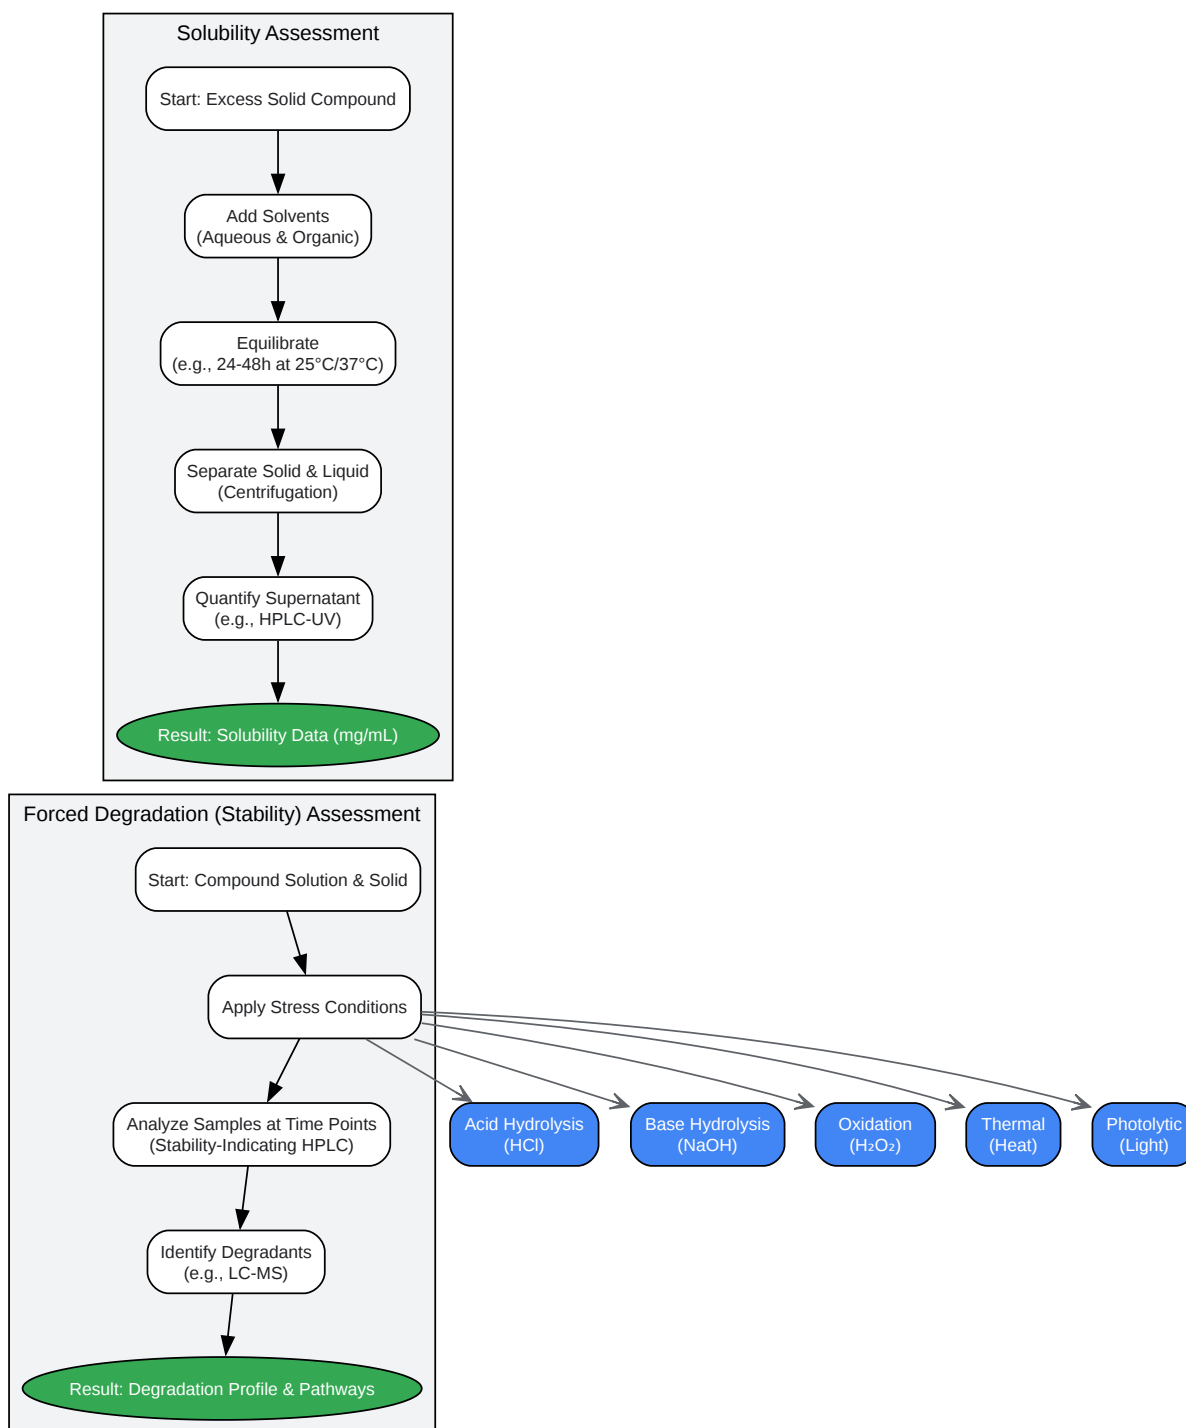 Solubility Assessment
Start: Excess Solid Compound
Add Solvents
(Aqueous & Organic)
Equilibrate
(e.g., 24-48h at 25°C/37°C)
Separate Solid & Liquid
(Centrifugation)
Quantify Supernatant
(e.g., HPLC-UV)
Result: Solubility Data (mg/mL)
Forced Degradation (Stability) Assessment
Start: Compound Solution & Solid
Apply Stress Conditions
Analyze Samples at Time Points
(Stability-Indicating HPLC)
Acid Hydrolysis
(HCl)
Base Hydrolysis
(NaOH)
Oxidation
(H₂O₂)
Thermal
(Heat)
Photolytic
(Light)
Identify Degradants
(e.g., LC-MS)
Result: Degradation Profile & Pathways